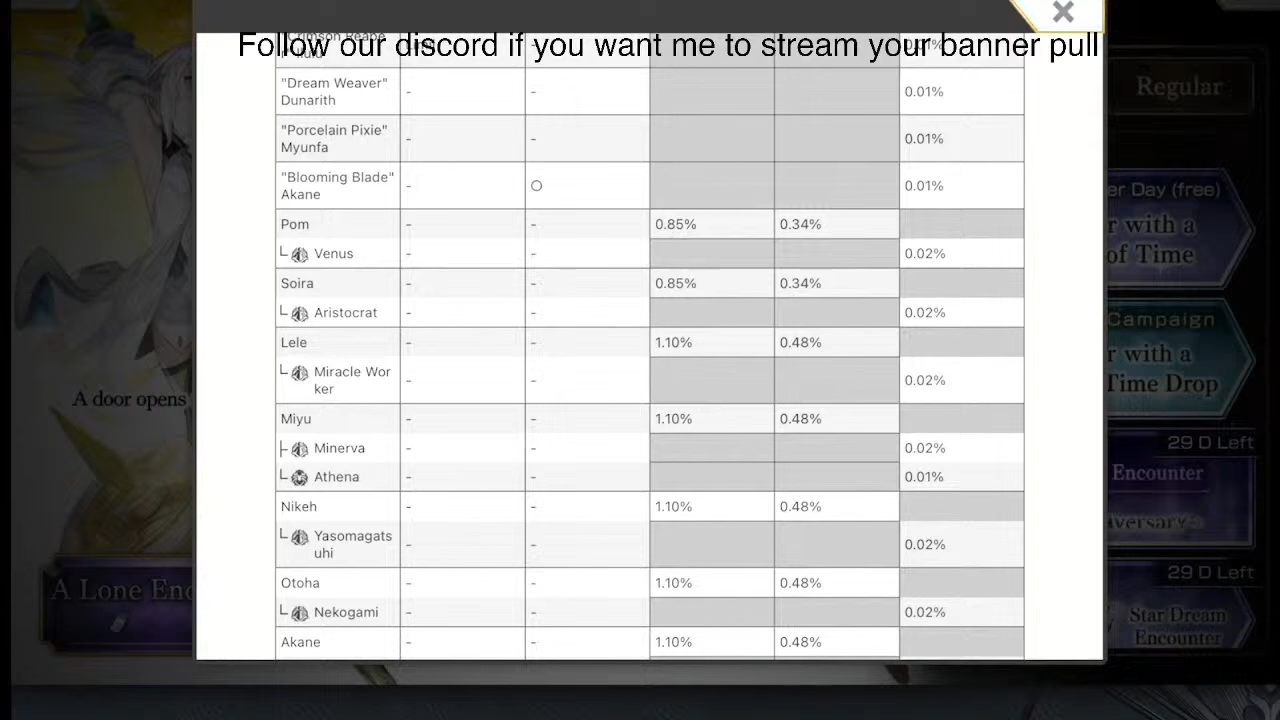 Follow our discord if you want me to stream your banner pull
"Dream Weaver"
Dunarith
-
-
0.01%
"Porcelain Pixie"
Myunfa
-
-
0.01%
"Blooming Blade"
Akane
-
○
0.01%
Pom
-
-
0.85%
0.34%
Venus
-
-
0.02%
Soira
-
-
0.85%
0.34%
Aristocrat
-
-
0.02%
Lele
-
-
1.10%
0.48%
Miracle Wor
ker
-
-
0.02%
Miyu
-
-
1.10%
0.48%
Minerva
-
-
0.02%
Athena
-
-
0.01%
Nikeh
-
-
1.10%
0.48%
Yasomagats
uhi
-
-
0.02%
Otoha
-
-
1.10%
0.48%
Nekogami
-
-
0.02%
Akane
-
-
1.10%
0.48%
A door opens
A Lone
Regular
Day (free)
with a
of Time
Campaign
with a
Time Drop
29 D Left
Encounter
29 D Left
Star Dream
Encounter